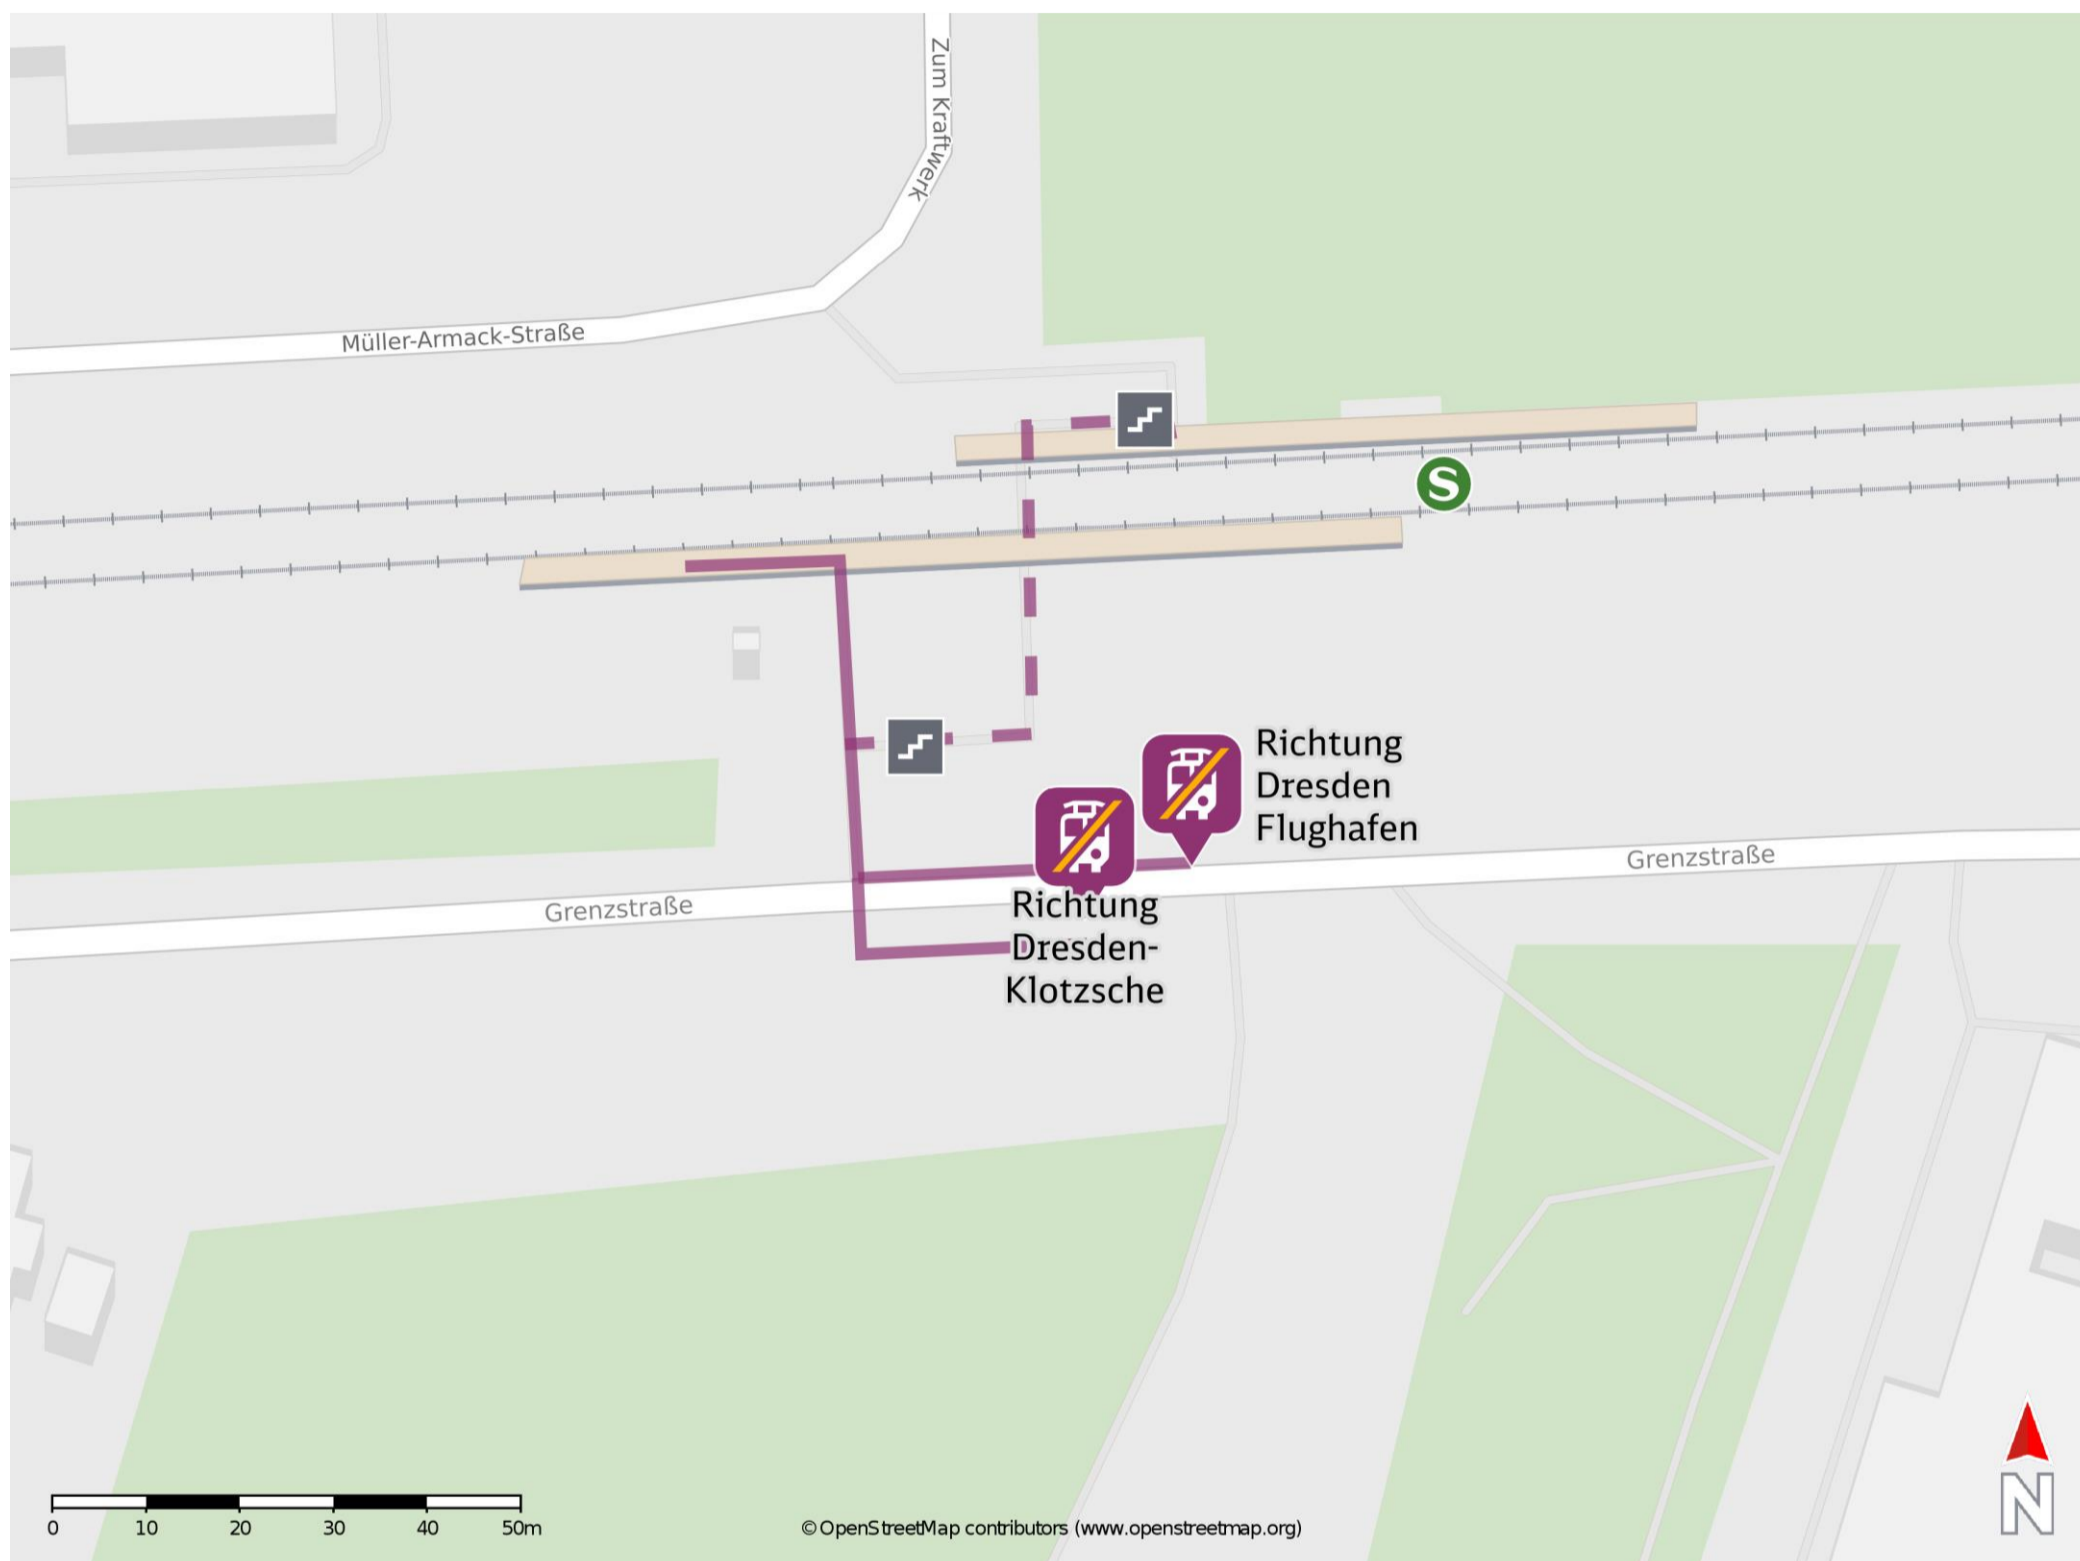 Zum Kraftwerk
Müller-Armack-Straße
S
Richtung
Dresden
Flughafen
Grenzstraße
Grenzstraße
Richtung
Dresden-
Klotzsche
0 10 20 30 40 50m
© OpenStreetMap contributors (www.openstreetmap.org)
N